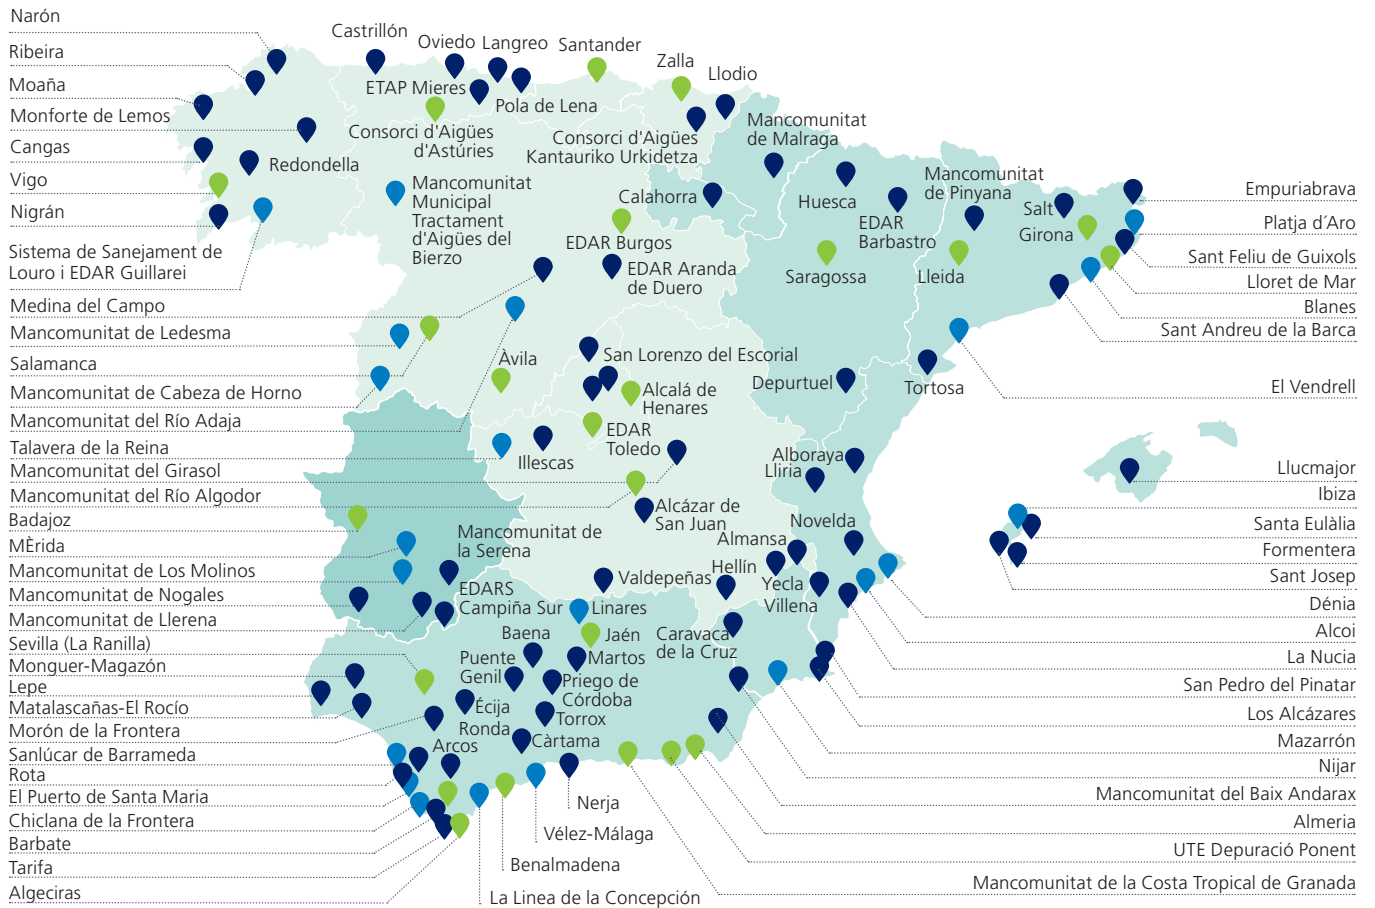 Narón
Ribeira
Moaña
Monforte de Lemos
Cangas
Vigo
Nigrán
Sistema de Sanejament de
Louro i EDAR Guillarei
Medina del Campo
Mancomunitat de Ledesma
Salamanca
Mancomunitat de Cabeza de Horno
Mancomunitat del Río Adaja
Talavera de la Reina
Mancomunitat del Girasol
Mancomunitat del Río Algodor
Badajoz
MÈrida
Mancomunitat de Los Molinos
Mancomunitat de Nogales
Mancomunitat de Llerena
Sevilla (La Ranilla)
Monguer-Magazón
Lepe
Matalascañas-El Rocío
Morón de la Frontera
Sanlúcar de Barrameda
Rota
El Puerto de Santa Maria
Chiclana de la Frontera
Barbate
Tarifa
Algeciras
Castrillón
Oviedo
Langreo
Santander
Zalla
Llodio
ETAP Mieres
Pola de Lena
Consorci d'Aigües
d'Astúries
Consorci d'Aigües
Kantauriko Urkidetza
Mancomunitat
de Malraga
Redondella
Mancomunitat
Municipal
Tractament
d'Aigües del
Bierzo
Calahorra
Huesca
EDAR
Barbastro
Mancomunitat
de Pinyana
Salt
Girona
EDAR Burgos
EDAR Aranda
de Duero
Saragossa
Lleida
Àvila
San Lorenzo del Escorial
Alcalá de
Henares
Depurtuel
Tortosa
EDAR
Toledo
Illescas
Alboraya
Lliria
Alcázar de
San Juan
Novelda
Almansa
Mancomunitat de
la Serena
Valdepeñas
Hellín
Yecla
Villena
EDARS
Campiña Sur
Linares
Baena
Jaén
Caravaca
de la Cruz
Puente
Genil
Martos
Priego de
Córdoba
Écija
Torrox
Ronda
Arcos
Càrtama
Nerja
Vélez-Málaga
Benalmadena
La Linea de la Concepción
Empuriabrava
Platja d´Aro
Sant Feliu de Guixols
Lloret de Mar
Blanes
Sant Andreu de la Barca
El Vendrell
Llucmajor
Ibiza
Santa Eulàlia
Formentera
Sant Josep
Dénia
Alcoi
La Nucia
San Pedro del Pinatar
Los Alcázares
Mazarrón
Nijar
Mancomunitat del Baix Andarax
Almeria
UTE Depuració Ponent
Mancomunitat de la Costa Tropical de Granada